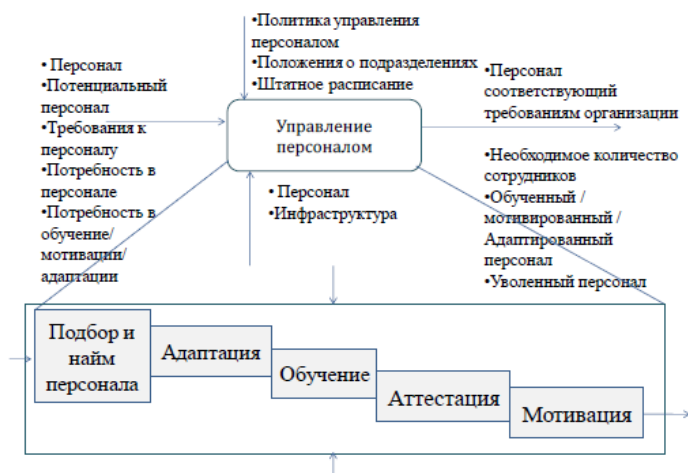 •Политика управления
персоналом
•Положения о подразделениях
•Штатное расписание
• Персонал
•Потенциальный
персонал
•Требования к
персоналу
•Потребность в
персонале
•Потребность в
обучение/
мотивации/
адаптации
Управление
персоналом
•Персонал
соответствующий
требованиям организации
•Необходимое количество
сотрудников
•Обученный /
мотивированный /
Адаптированный
персонал
•Уволенный персонал
• Персонал
•Инфраструктура
Подбор и
найм
персонала
Адаптация
Обучение
Аттестация
Мотивация